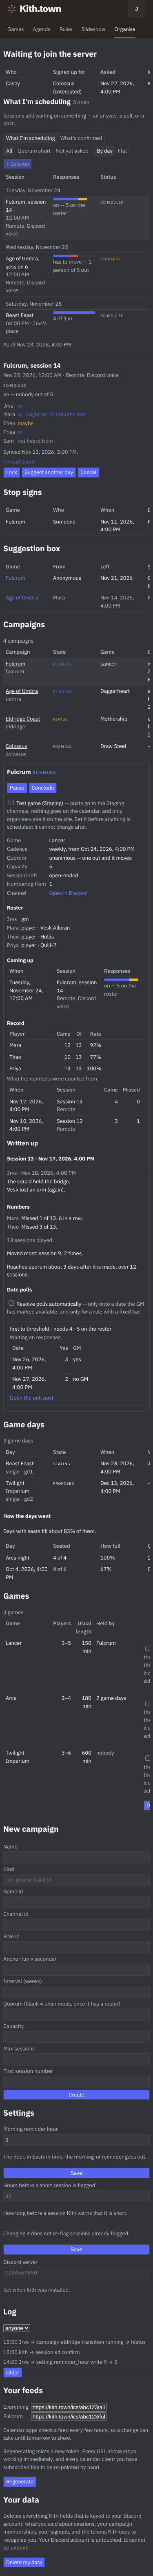 Kith.town
J
Games Agenda Rules Slideshow Organise
Waiting to join the server
Who Signed up for Asked
Casey Colossus (Interested) Nov 22, 2026, 4:00 PM
What I'm scheduling 3 open
Sessions still waiting on something — an answer, a poll, or a post.
What I'm scheduling What's confirmed
All Quorum short Not yet asked By day Flat
+ Session
Session Responses Status
Tuesday, November 24
Fulcrum, session 14
12:00 AM · Remote, Discord voice
on — 5 on the roster
SCHEDULED
Wednesday, November 25
Age of Umbra, session 6
12:00 AM · Remote, Discord voice
has to move — 1 person of 5 out
JEOPARDY
Saturday, November 28
Beast Feast
04:00 PM · Jrvs's place
4 of 3 in
SCHEDULED
As of Nov 23, 2026, 4:00 PM.
Fulcrum, session 14
Nov 25, 2026, 12:00 AM · Remote, Discord voice
SCHEDULED
on — nobody out of 5
Jrvs in
Mara in · might be 10 minutes late
Theo maybe
Priya in
Sam not heard from
Synced Nov 23, 2026, 3:00 PM.
Thread Event
Lock Suggest another day Cancel
Stop signs
Game Who When
Fulcrum Someone Nov 11, 2026, 4:00 PM
Suggestion box
Game From Left
Fulcrum Anonymous Nov 21, 2026
Age of Umbra Mara Nov 14, 2026, 4:00 PM
Campaigns
4 campaigns
Campaign State Game
Fulcrum
fulcrum
RUNNING
Lancer
Age of Umbra
umbra
RUNNING
Daggerheart
Eldridge Coast
eldridge
HIATUS
Mothership
Colossus
colossus
FORMING
Draw Steel
Fulcrum RUNNING
Pause Conclude
Test game (Staging) — posts go to the Staging channels, nothing goes on the calendar, and only organisers see it on the site. Set it before anything is scheduled: it cannot change after.
Game Lancer
Cadence weekly, from Oct 24, 2026, 4:00 PM
Quorum unanimous — one out and it moves
Capacity 5
Sessions left open-ended
Numbering from 1
Channel Open in Discord
Roster
Jrvs gm
Mara player · Vesk Alloran
Theo player · Hollis
Priya player · Quill-7
Coming up
When Session Responses
Tuesday, November 24, 12:00 AM
Fulcrum, session 14
Remote, Discord voice
on — 5 on the roster
Record
Player Came Of Rate
Mara 12 13 92%
Theo 10 13 77%
Priya 13 13 100%
What the numbers were counted from
When Session Came Missed
Nov 17, 2026, 4:00 PM Session 13 Remote 4 0
Nov 10, 2026, 4:00 PM Session 12 Remote 3 1
Written up
Session 13 · Nov 17, 2026, 4:00 PM
Jrvs · Nov 18, 2026, 4:00 PM
The squad held the bridge.
Vesk lost an arm (again).
Numbers
Mara Missed 1 of 13. 6 in a row.
Theo Missed 3 of 13.
13 sessions played.
Moved most: session 9, 2 times.
Reaches quorum about 3 days after it is made, over 12 sessions.
Date polls
Resolve polls automatically — only onto a date the GM has marked available, and only for a vote with a fixed bar.
first to threshold · needs 4 · 5 on the roster
Waiting on responses.
Date Yes GM
Nov 26, 2026, 4:00 PM 3 yes
Nov 27, 2026, 4:00 PM 2 no GM
Open the poll post
Game days
2 game days
Day State When
Beast Feast
single · gd1
SEATING
Nov 28, 2026, 4:00 PM
Twilight Imperium
single · gd2
PROPOSED
Dec 13, 2026, 4:00 PM
How the days went
Days with seats fill about 83% of them.
Day Seated How full
Arcs night 4 of 4 100%
Oct 4, 2026, 4:00 PM 4 of 6 67%
Games
3 games
Game Players Usual length Held by
Lancer 3–5 150 min Fulcrum
Arcs 2–4 180 min 2 game days
Twilight Imperium 3–6 600 min nobody
New campaign
Name
Kind
run, play or tracked
Game id
Channel id
Role id
Anchor (unix seconds)
Interval (weeks)
Quorum (blank = unanimous, once it has a roster)
Capacity
Max sessions
First session number
Create
Settings
Morning reminder hour
8
The hour, in Eastern time, the morning-of reminder goes out.
Save
Hours before a short session is flagged
48
How long before a session Kith warns that it is short.
Changing it does not re-flag sessions already flagged.
Save
Discord server
1234567890
Set when Kith was installed.
Log
anyone
15:30 Jrvs → campaign eldridge transition running → hiatus
15:00 kith → session s4 confirm
14:00 Jrvs → setting reminder_hour write 9 → 8
Older
Your feeds
Everything https://kith.town/ics/abc123/all
Fulcrum https://kith.town/ics/abc123/ful
Calendar apps check a feed every few hours, so a change can take until tomorrow to appear.
Regenerating mints a new token. Every URL above stops working immediately, and every calendar client you have subscribed has to be re-pointed by hand.
Regenerate
Your data
Deletes everything Kith holds that is keyed to your Discord account: what you said about every session, your campaign memberships, your signups, and the tokens Kith uses to recognise you. Your Discord account is untouched. It cannot be undone.
Delete my data